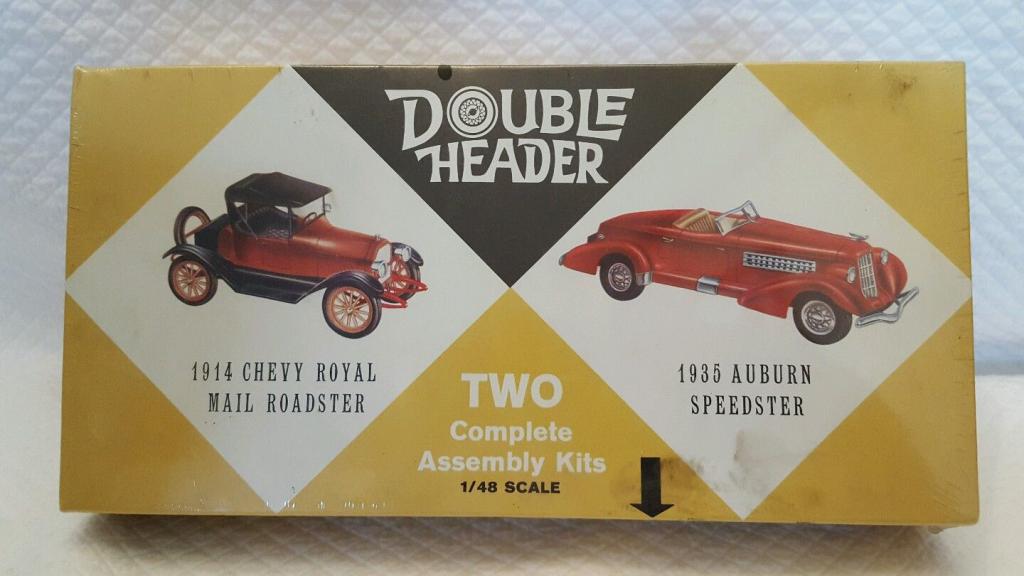 DOUBLE
HEADER
1914 CHEVY ROYAL
MAIL ROADSTER
1935 AUBURN
SPEEDSTER
TWO
Complete
Assembly Kits
1/48 SCALE